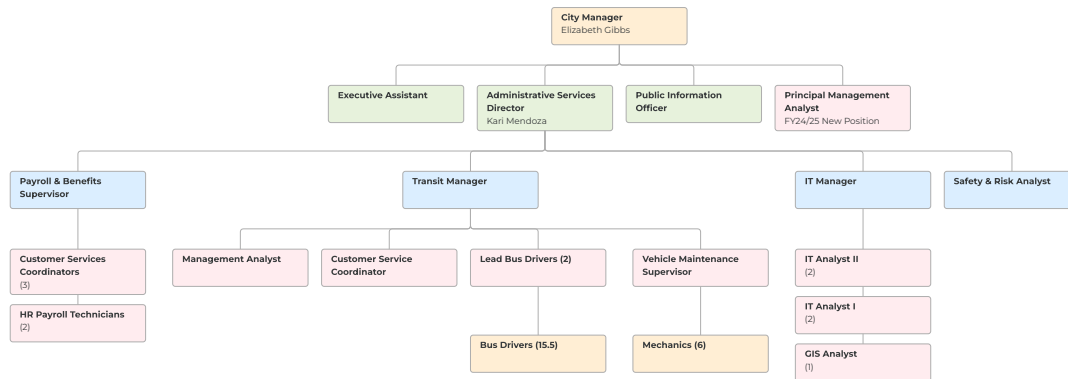 City Manager
Elizabeth Gibbs
Executive Assistant
Administrative Services
Director
Kari Mendoza
Public Information
Officer
Principal Management
Analyst
FY24/25 New Position
Payroll & Benefits
Supervisor
Transit Manager
IT Manager
Safety & Risk Analyst
Customer Services
Coordinators
(3)
Management Analyst
Customer Service
Coordinator
Lead Bus Drivers (2)
Vehicle Maintenance
Supervisor
IT Analyst II
(2)
HR Payroll Technicians
(2)
IT Analyst I
(2)
Bus Drivers (15.5)
Mechanics (6)
GIS Analyst
(1)